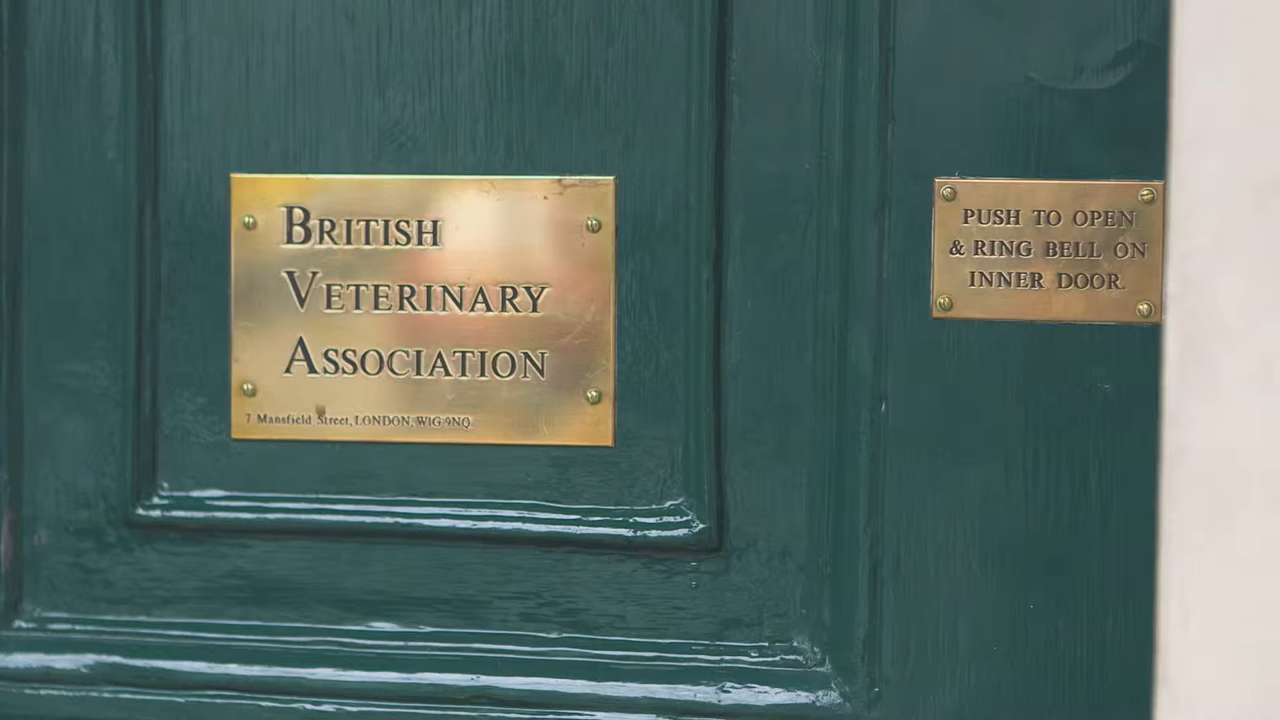 BRITISH
VETERINARY
ASSOCIATION
7 Mansfield Street, LONDON, W1G 9NQ
PUSH TO OPEN
& RING BELL ON
INNER DOOR.